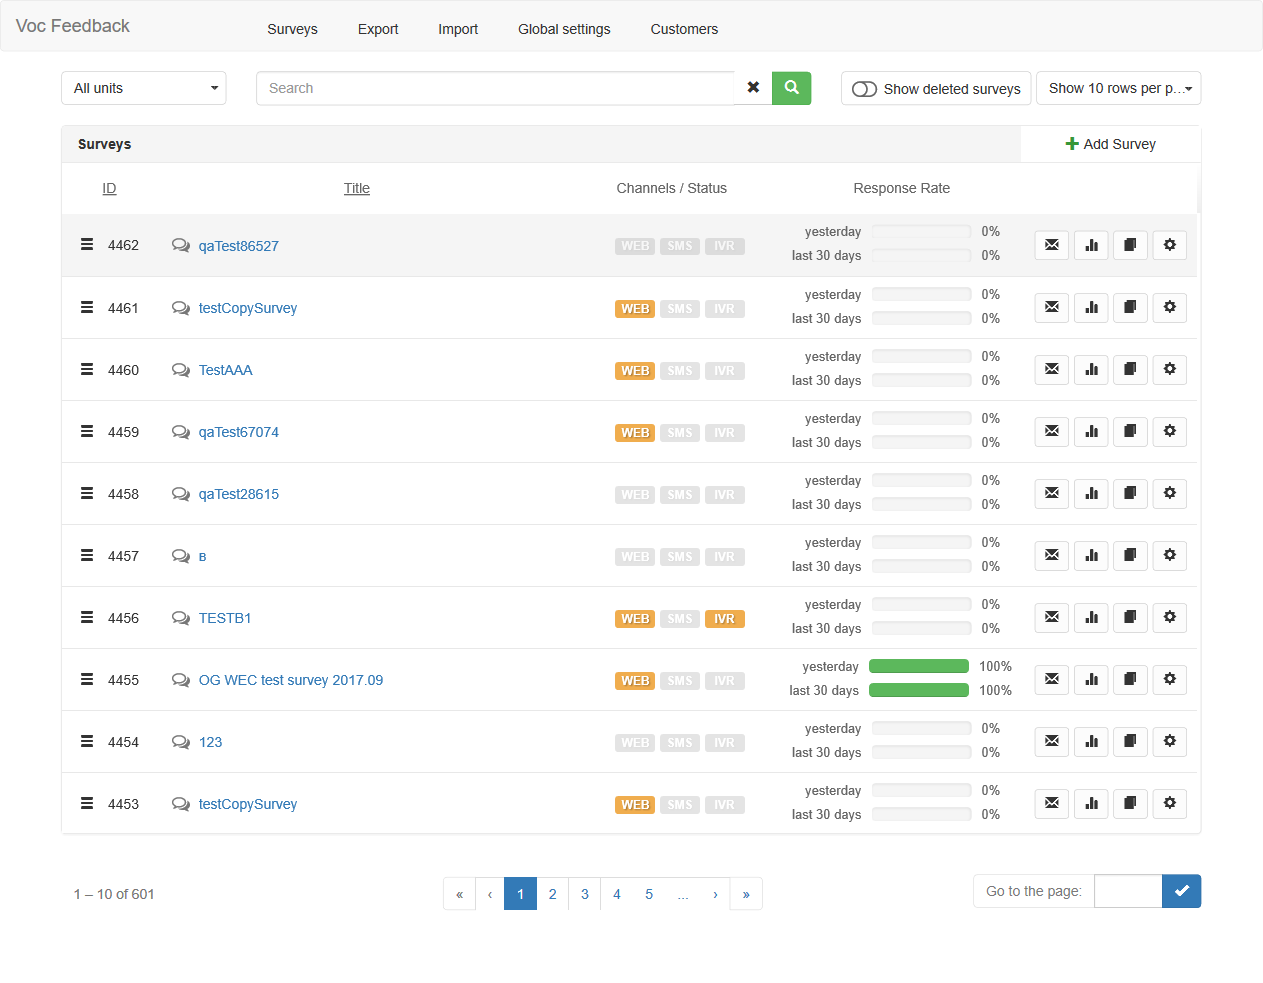 Voc Feedback Surveys Export Import Global settings Customers
All units Search Show deleted surveys Show 10 rows per p...
Surveys Add Survey
ID Title Channels / Status Response Rate
4462 qaTest86527 WEB SMS IVR yesterday 0%
last 30 days 0%
4461 testCopySurvey WEB SMS IVR yesterday 0%
last 30 days 0%
4460 TestAAA WEB SMS IVR yesterday 0%
last 30 days 0%
4459 qaTest67074 WEB SMS IVR yesterday 0%
last 30 days 0%
4458 qaTest28615 WEB SMS IVR yesterday 0%
last 30 days 0%
4457 в WEB SMS IVR yesterday 0%
last 30 days 0%
4456 TESTB1 WEB SMS IVR yesterday 0%
last 30 days 0%
4455 OG WEC test survey 2017.09 WEB SMS IVR yesterday 100%
last 30 days 100%
4454 123 WEB SMS IVR yesterday 0%
last 30 days 0%
4453 testCopySurvey WEB SMS IVR yesterday 0%
last 30 days 0%
1 – 10 of 601 « ‹ 1 2 3 4 5 ... › » Go to the page: